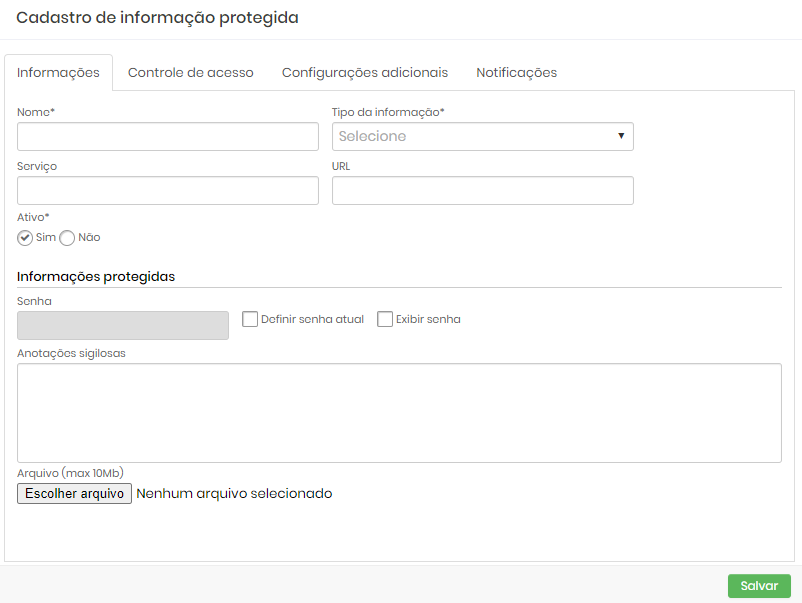 Cadastro de informação protegida
Informações Controle de acesso Configurações adicionais Notificações
Nome* Tipo da informação*
Selecione
Serviço URL
Ativo*
Sim Não
Informações protegidas
Senha
Definir senha atual Exibir senha
Anotações sigilosas
Arquivo (max 10Mb)
Escolher arquivo Nenhum arquivo selecionado
Salvar